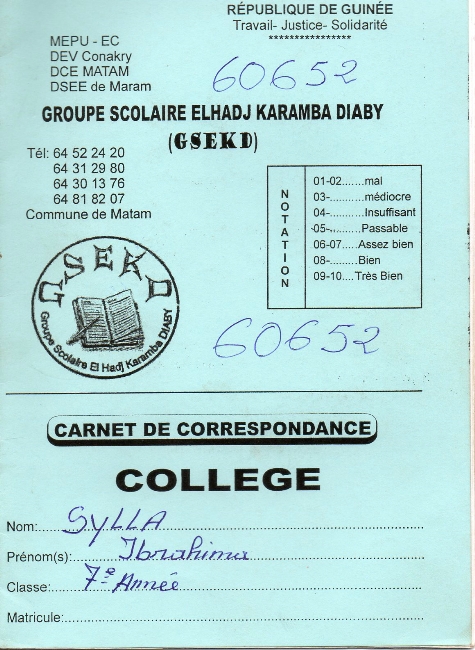 RÉPUBLIQUE DE GUINÉE
Travail- Justice- Solidarité
****************
MEPU - EC
DEV Conakry
DCE MATAM
DSEE de Maram
60652
GROUPE SCOLAIRE ELHADJ KARAMBA DIABY
(GSEKD)
Tél: 64 52 24 20
64 31 29 80
64 30 13 76
64 81 82 07
Commune de Matam
NOTATION
01-02.......mal
03-..........médiocre
04-.........Insuffisant
05-.........Passable
06-07.....Assez bien
08-.........Bien
09-10....Très Bien
GSEKD
Groupe Scolaire El Hadj Karamba DIABY
60652
CARNET DE CORRESPONDANCE
COLLEGE
Nom: SYLLA
Prénom(s): Ibrahima
Classe: 7e Année
Matricule: